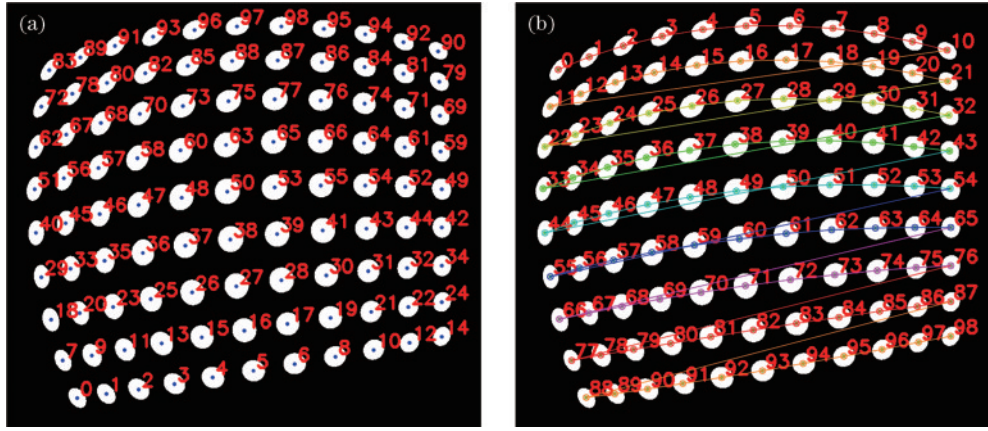 (a)
83 89 91 93 96 97 98 95 94 92 90
72 78 80 82 85 88 87 86 84 81 79
62 67 68 70 73 75 77 76 74 71 69
51 56 57 58 60 63 65 66 64 61 59
40 45 46 47 48 50 53 55 54 52 49
29 33 35 36 37 38 39 41 43 44 42
18 20 23 25 26 27 28 30 31 32 34
7 9 11 13 15 16 17 19 21 22 24
0 1 2 3 4 5 6 8 10 12 14
(b)
0 1 2 3 4 5 6 7 8 9 10
11 12 13 14 15 16 17 18 19 20 21
22 23 24 25 26 27 28 29 30 31 32
33 34 35 36 37 38 39 40 41 42 43
44 45 46 47 48 49 50 51 52 53 54
55 56 57 58 59 60 61 62 63 64 65
66 67 68 69 70 71 72 73 74 75 76
77 78 79 80 81 82 83 84 85 86 87
88 89 90 91 92 93 94 95 96 97 98